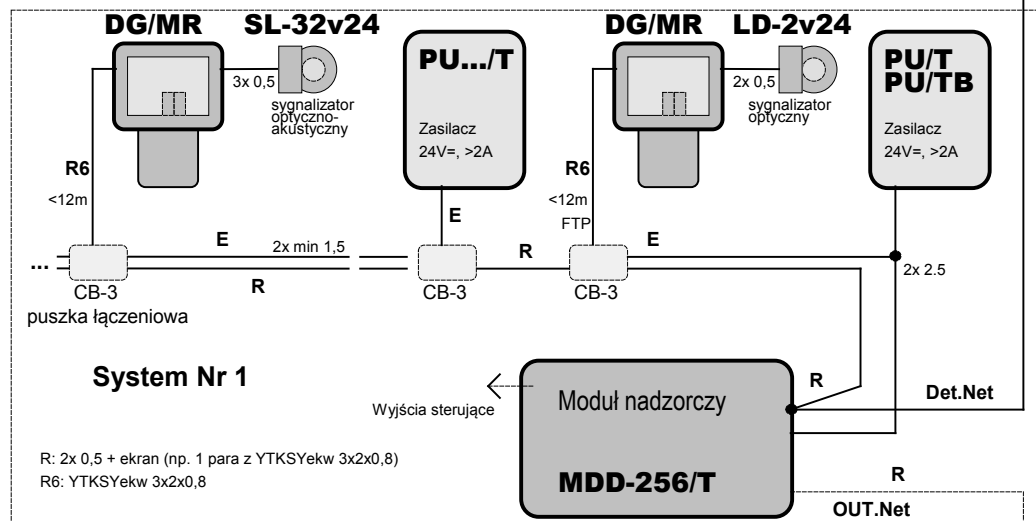 DG/MR
SL-32v24
3x 0,5
sygnalizator
optyczno-
akustyczny
R6
<12m
PU.../T
Zasilacz
24V=, >2A
E
DG/MR
LD-2v24
2x 0,5
sygnalizator
optyczny
R6
<12m
FTP
PU/T
PU/TB
Zasilacz
24V=, >2A
E
2x min 1,5
R
E
R
2x 2.5
...
CB-3
CB-3
CB-3
puszka łączeniowa
System Nr 1
Wyjścia sterujące
Moduł nadzorczy
MDD-256/T
R
Det.Net
R
OUT.Net
R: 2x 0,5 + ekran (np. 1 para z YTKSYekw 3x2x0,8)
R6: YTKSYekw 3x2x0,8